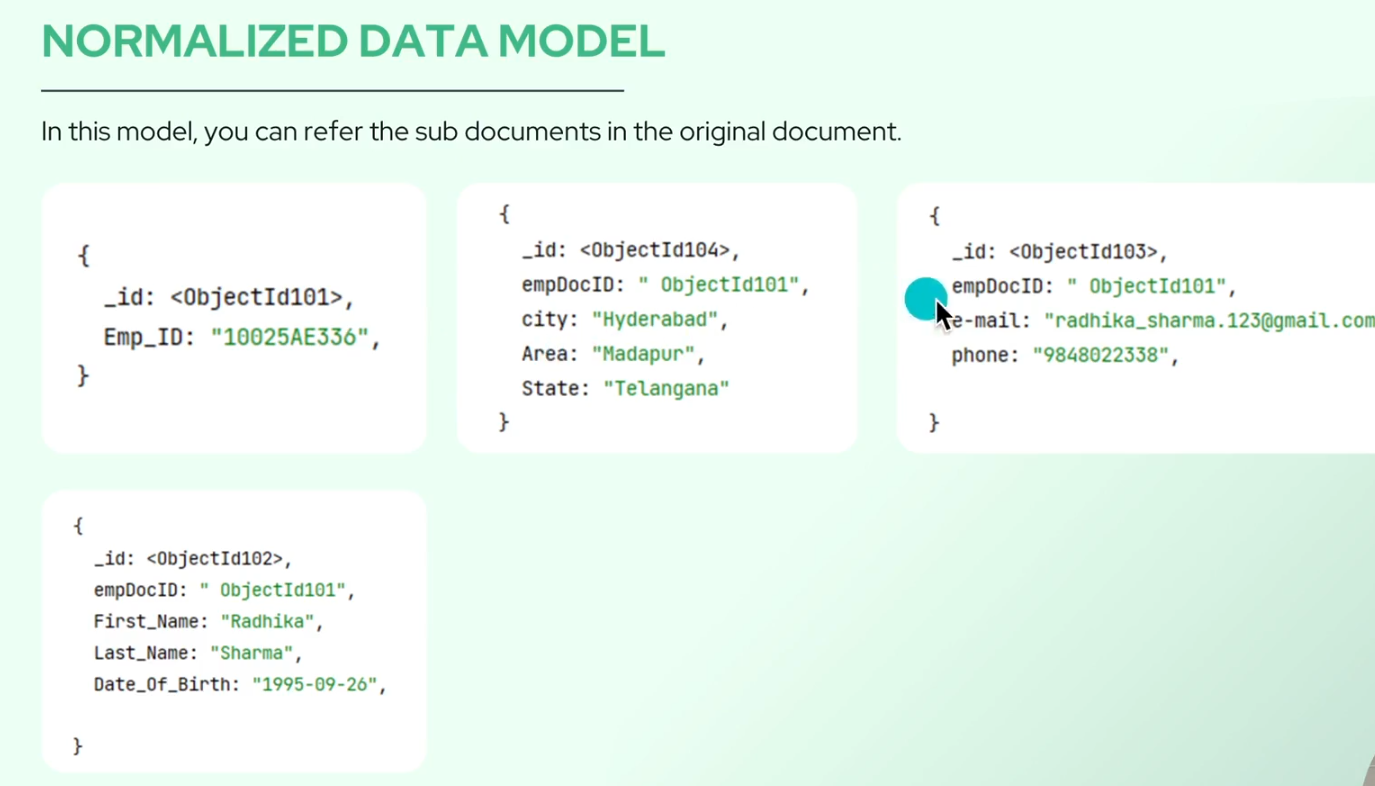 NORMALIZED DATA MODEL
In this model, you can refer the sub documents in the original document.
{
_id: <ObjectId101>,
Emp_ID: "10025AE336",
}
{
_id: <ObjectId104>,
empDocID: " ObjectId101",
city: "Hyderabad",
Area: "Madapur",
State: "Telangana"
}
{
_id: <ObjectId103>,
empDocID: " ObjectId101",
e-mail: "radhika_sharma.123@gmail.com
phone: "9848022338",
}
{
_id: <ObjectId102>,
empDocID: " ObjectId101",
First_Name: "Radhika",
Last_Name: "Sharma",
Date_Of_Birth: "1995-09-26",
}